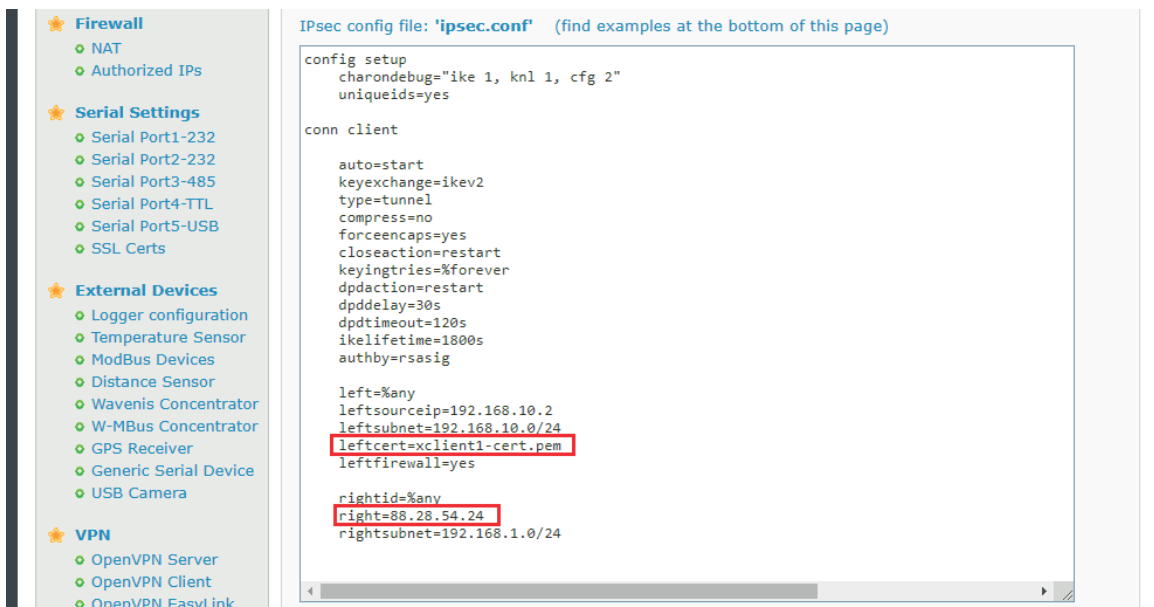 Firewall
NAT
Authorized IPs
Serial Settings
Serial Port1-232
Serial Port2-232
Serial Port3-485
Serial Port4-TTL
Serial Port5-USB
SSL Certs
External Devices
Logger configuration
Temperature Sensor
ModBus Devices
Distance Sensor
Wavenis Concentrator
W-MBus Concentrator
GPS Receiver
Generic Serial Device
USB Camera
VPN
OpenVPN Server
OpenVPN Client
OpenVPN EasyLink
IPsec config file: 'ipsec.conf' (find examples at the bottom of this page)
config setup
charondebug="ike 1, knl 1, cfg 2"
uniqueids=yes
conn client
auto=start
keyexchange=ikev2
type=tunnel
compress=no
forceencaps=yes
closeaction=restart
keyingtries=%forever
dpdaction=restart
dpddelay=30s
dpdtimeout=120s
ikelifetime=1800s
authby=rsasig
left=%any
leftsourceip=192.168.10.2
leftsubnet=192.168.10.0/24
leftcert=xclient1-cert.pem
leftfirewall=yes
rightid=%any
right=88.28.54.24
rightsubnet=192.168.1.0/24